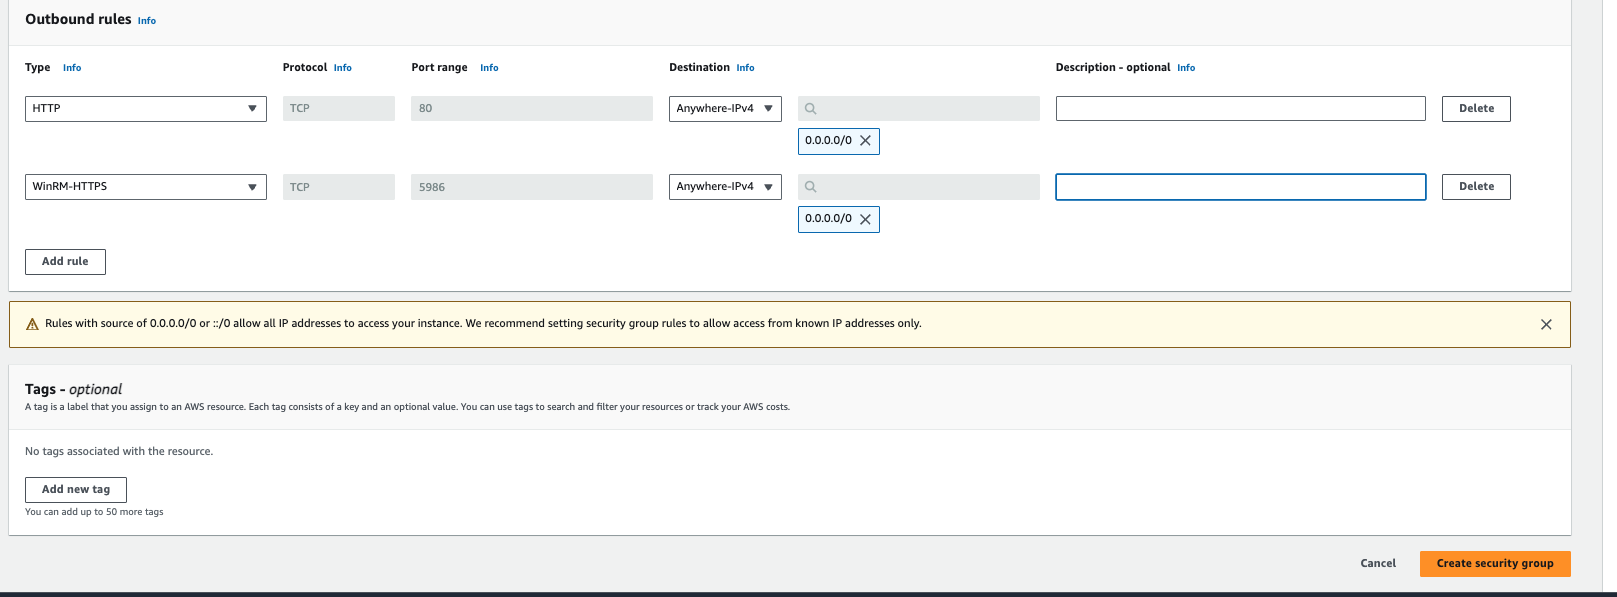 Outbound rules Info
Type Info Protocol Info Port range Info Destination Info Description - optional Info
HTTP TCP 80 Anywhere-IPv4 Delete
0.0.0.0/0
WinRM-HTTPS TCP 5986 Anywhere-IPv4 Delete
0.0.0.0/0
Add rule
Rules with source of 0.0.0.0/0 or ::/0 allow all IP addresses to access your instance. We recommend setting security group rules to allow access from known IP addresses only.
Tags - optional
A tag is a label that you assign to an AWS resource. Each tag consists of a key and an optional value. You can use tags to search and filter your resources or track your AWS costs.
No tags associated with the resource.
Add new tag
You can add up to 50 more tags
Cancel Create security group